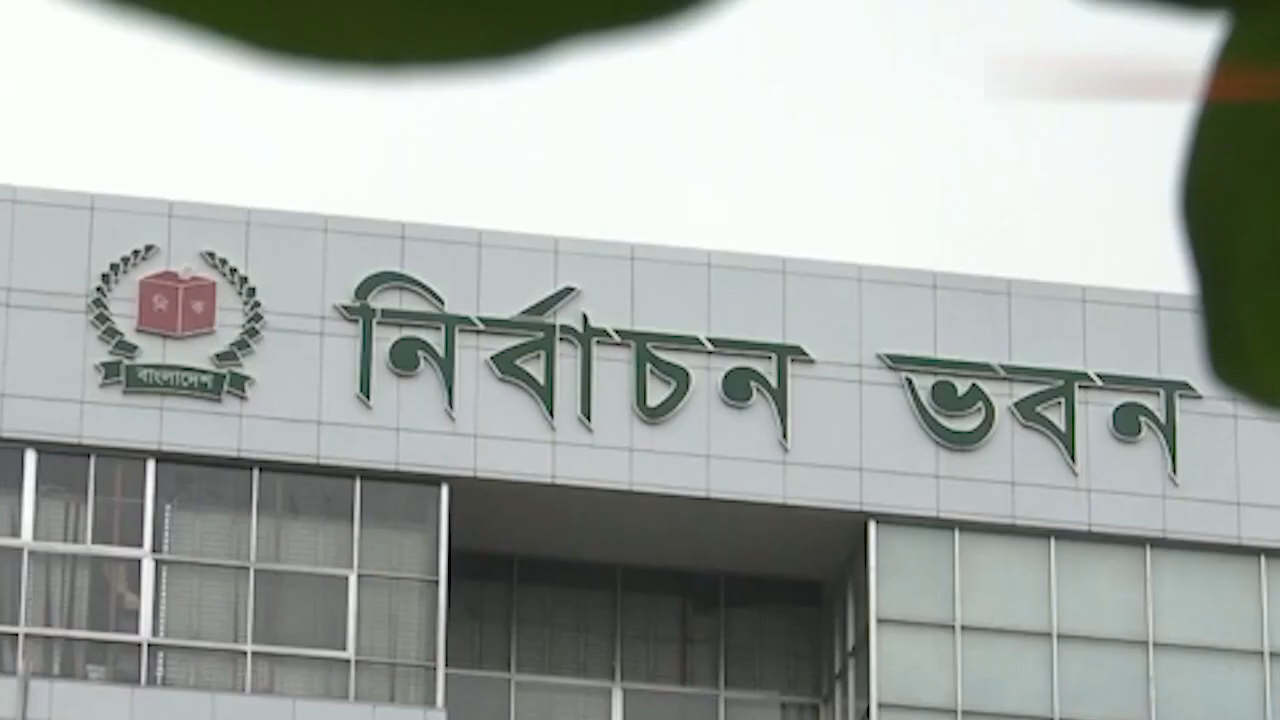 নির্বাচন ভবন
নি ক
বাংলাদেশ